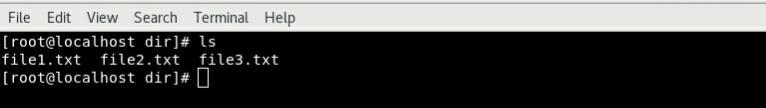 File Edit View Search Terminal Help
[root@localhost dir]# ls
file1.txt  file2.txt  file3.txt
[root@localhost dir]#